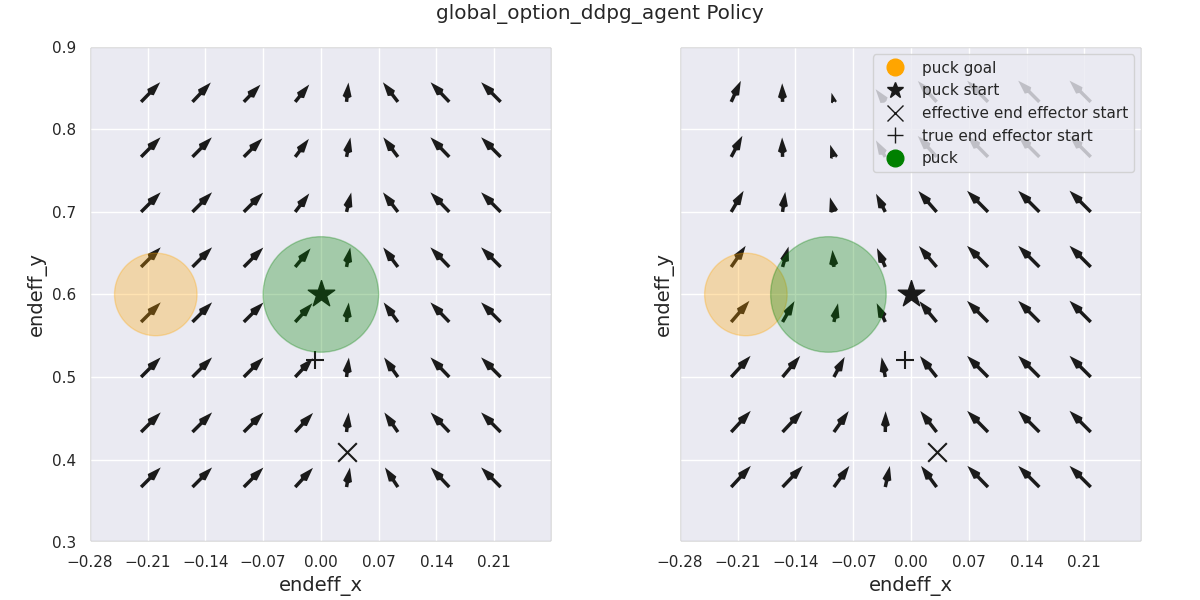 global_option_ddpg_agent Policy
0.9
0.8
0.7
0.6
0.5
0.4
0.3
endeff_y
−0.28 −0.21 −0.14 −0.07 0.00 0.07 0.14 0.21
endeff_x
puck goal
puck start
effective end effector start
true end effector start
puck
endeff_y
−0.28 −0.21 −0.14 −0.07 0.00 0.07 0.14 0.21
endeff_x